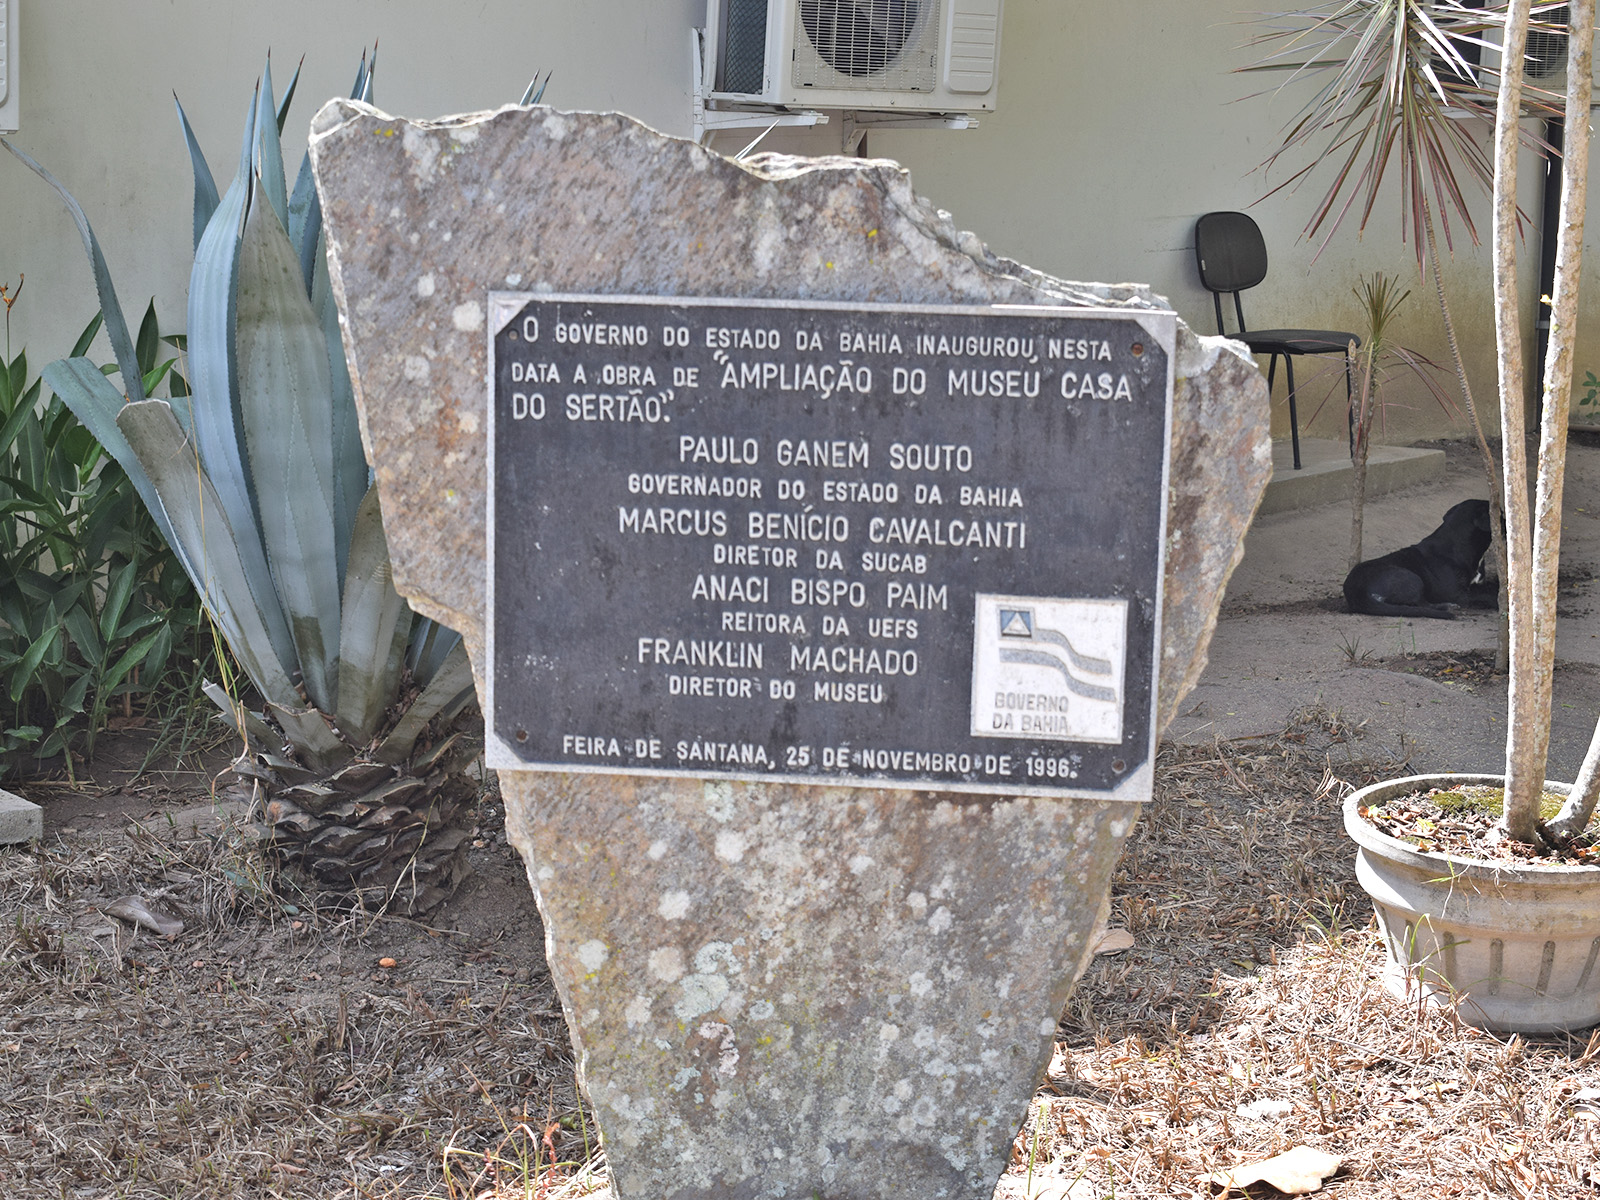 O GOVERNO DO ESTADO DA BAHIA INAUGUROU, NESTA
DATA A OBRA DE "AMPLIAÇÃO DO MUSEU CASA
DO SERTÃO".
PAULO GANEM SOUTO
GOVERNADOR DO ESTADO DA BAHIA
MARCUS BENÍCIO CAVALCANTI
DIRETOR DA SUCAB
ANACI BISPO PAIM
REITORA DA UEFS
FRANKLIN MACHADO
DIRETOR DO MUSEU
GOVERNO
DA BAHIA
FEIRA DE SANTANA, 25 DE NOVEMBRO DE 1996.